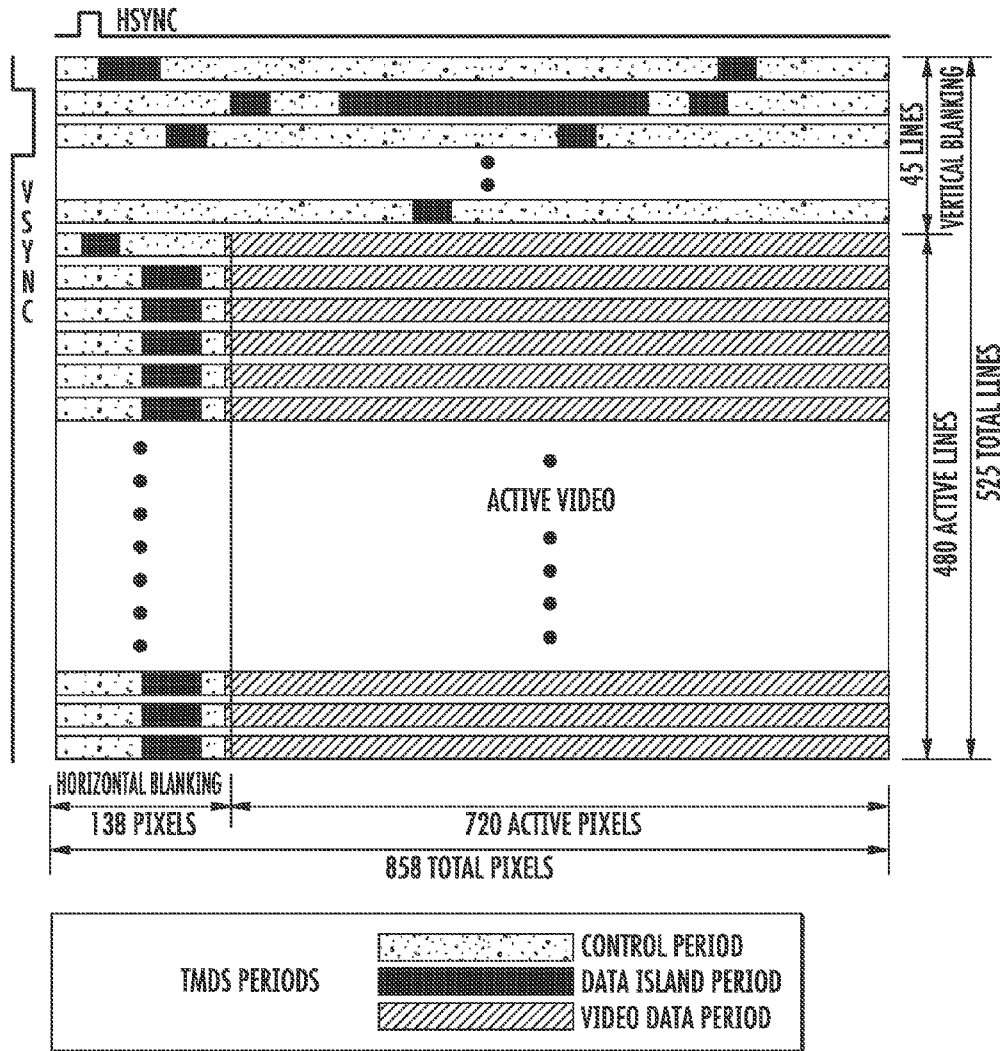 HSYNC
VSYNC
45 LINES
VERTICAL BLANKING
480 ACTIVE LINES
525 TOTAL LINES
ACTIVE VIDEO
HORIZONTAL BLANKING
138 PIXELS
720 ACTIVE PIXELS
858 TOTAL PIXELS
TMDS PERIODS
CONTROL PERIOD
DATA ISLAND PERIOD
VIDEO DATA PERIOD